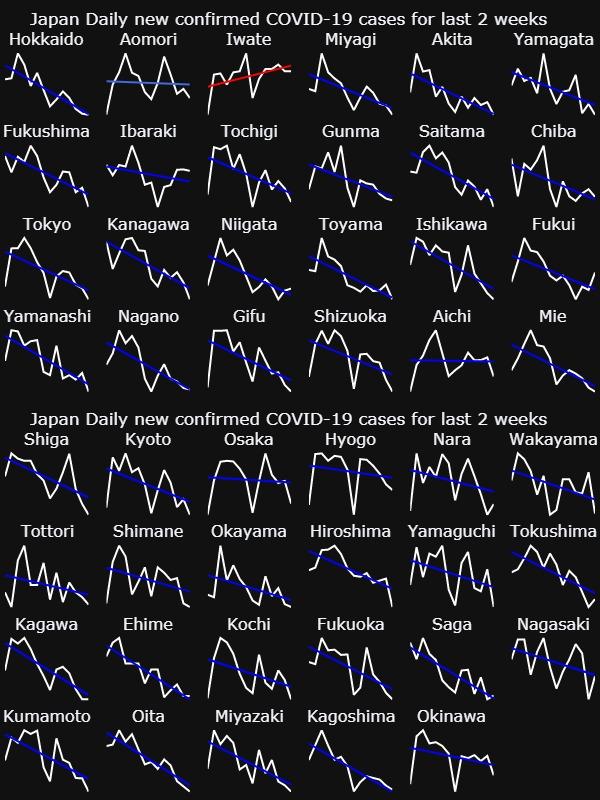 Japan Daily new confirmed COVID-19 cases for last 2 weeks
Hokkaido Aomori Iwate Miyagi Akita Yamagata
Fukushima Ibaraki Tochigi Gunma Saitama Chiba
Tokyo Kanagawa Niigata Toyama Ishikawa Fukui
Yamanashi Nagano Gifu Shizuoka Aichi Mie
Japan Daily new confirmed COVID-19 cases for last 2 weeks
Shiga Kyoto Osaka Hyogo Nara Wakayama
Tottori Shimane Okayama Hiroshima Yamaguchi Tokushima
Kagawa Ehime Kochi Fukuoka Saga Nagasaki
Kumamoto Oita Miyazaki Kagoshima Okinawa